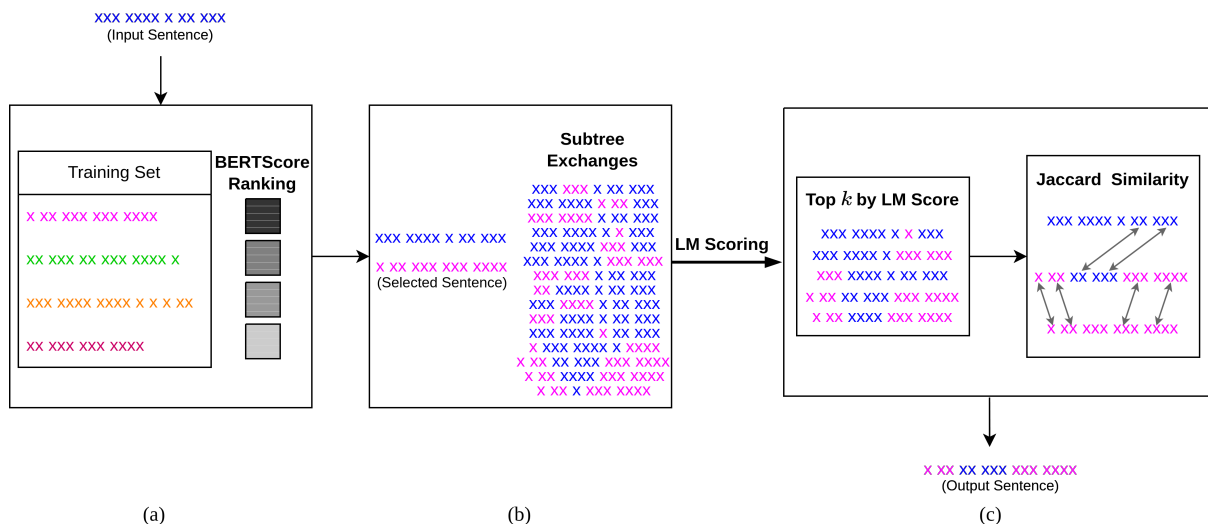 xxx xxxx x xx xxx
(Input Sentence)
Training Set
x xx xxx xxx xxxx
xx xxx xx xxx xxxx x
xxx xxxx xxxx x x x xx
xx xxx xxx xxxx
BERTScore
Ranking
xxx xxxx x xx xxx
x xx xxx xxx xxxx
(Selected Sentence)
Subtree
Exchanges
xxx xxx x xx xxx
xxx xxxx x xx xxx
xxx xxxx x xx xxx
xxx xxxx x x xxx
xxx xxxx xxx xxx
xxx xxxx x xxx xxx
xxx xxx x xx xxx
xx xxxx x xx xxx
xxx xxxx x xx xxx
xxx xxxx x xx xxx
xxx xxxx x xx xxx
x xxx xxxx x xxxx
x xx xx xxx xxx xxxx
x xx xxxx xxx xxxx
x xx x xxx xxxx
LM Scoring
Top k by LM Score
xxx xxxx x x xxx
xxx xxxx x xxx xxx
xxx xxxx x xx xxx
x xx xx xxx xxx xxxx
x xx xxxx xxx xxxx
Jaccard Similarity
xxx xxxx x xx xxx
x xx xx xxx xxx xxxx
x xx xxx xxx xxxx
x xx xx xxx xxx xxxx
(Output Sentence)
(a)
(b)
(c)